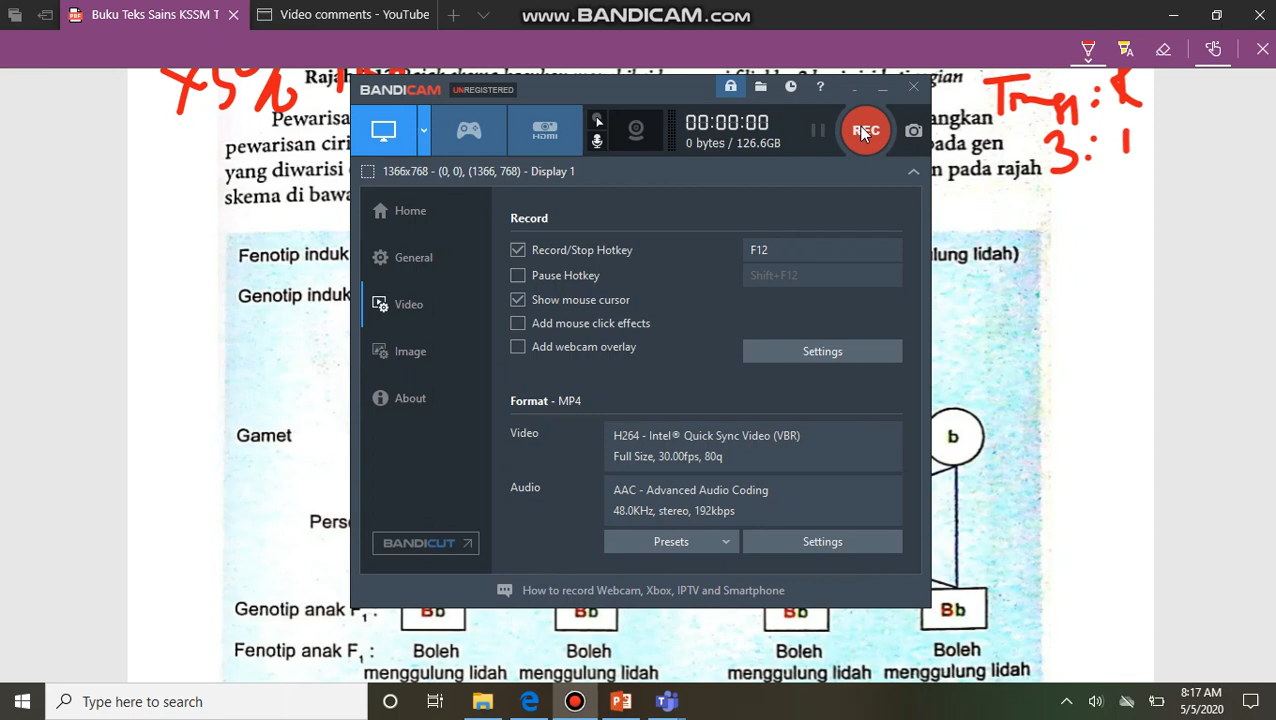 Buku Teks Sains KSSM T
Video comments - YouTube
www.BANDICAM.com
Pewarisa
pewarisan ciri
yang diwarisi
skema di bawa
angkan
pada gen
n pada rajah
Tinggi : R
3 : 1
BANDICAM UNREGISTERED
HDMI
00:00:00
0 bytes / 126.6GB
REC
1366x768 - (0, 0), (1366, 768) - Display 1
Home
General
Video
Image
About
BANDICUT
Record
Record/Stop Hotkey F12
Pause Hotkey Shift+F12
Show mouse cursor
Add mouse click effects
Add webcam overlay Settings
Format - MP4
Video
H264 - Intel® Quick Sync Video (VBR)
Full Size, 30.00fps, 80q
Audio
AAC - Advanced Audio Coding
48.0KHz, stereo, 192kbps
Presets Settings
How to record Webcam, Xbox, IPTV and Smartphone
Fenotip induk
ulung lidah)
Genotip induk
Gamet
b
Perse
Genotip anak F1: Bb Bb Bb Bb
Fenotip anak F1: Boleh Boleh Boleh Boleh
menggulung lidah menggulung lidah menggulung lidah menggulung lidah
Type here to search
8:17 AM
5/5/2020